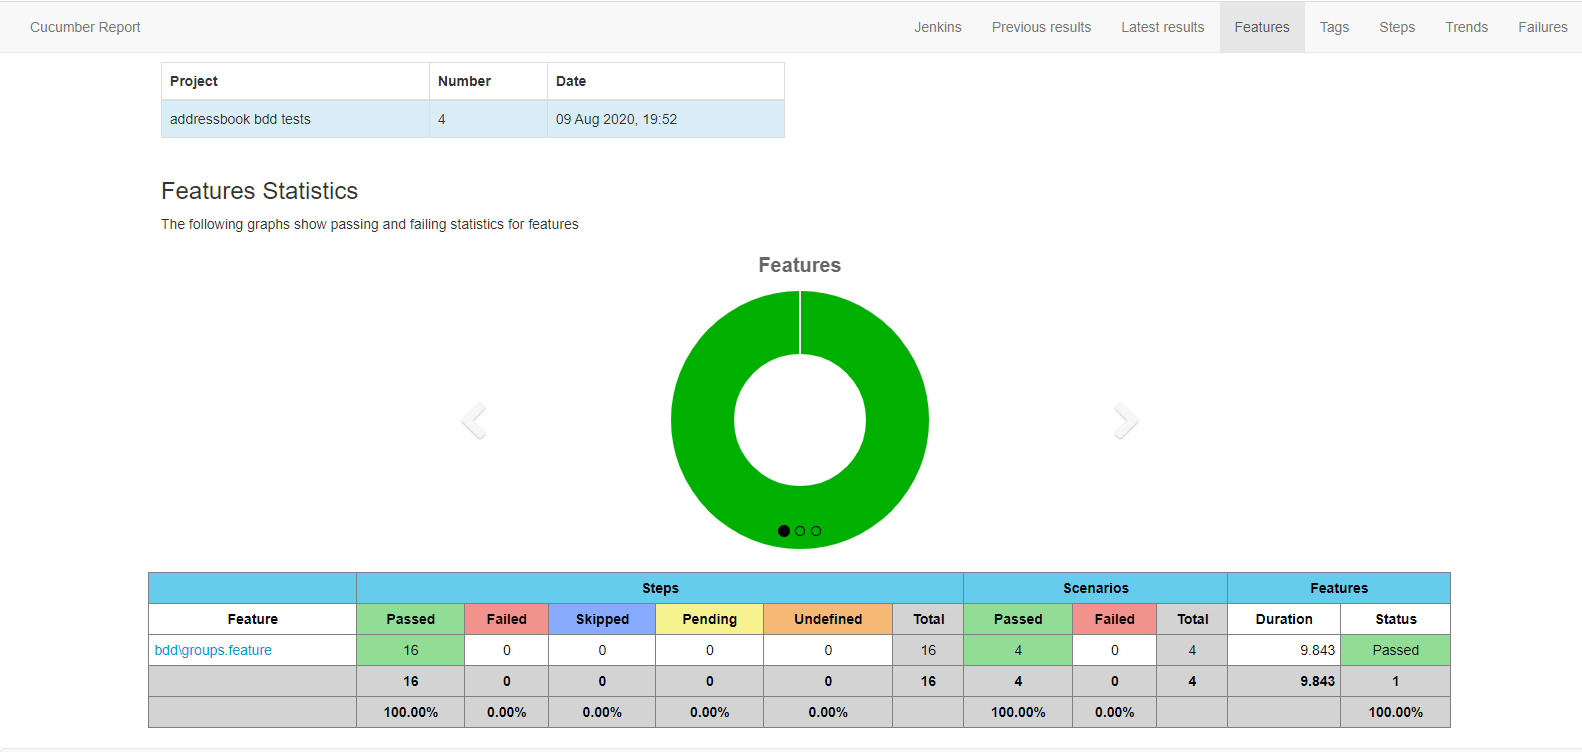 Cucumber Report Jenkins Previous results Latest results Features Tags Steps Trends Failures
Project Number Date
addressbook bdd tests 4 09 Aug 2020, 19:52
Features Statistics
The following graphs show passing and failing statistics for features
Features
Steps Scenarios Features
Feature Passed Failed Skipped Pending Undefined Total Passed Failed Total Duration Status
bdd\groups.feature 16 0 0 0 0 16 4 0 4 9.843 Passed
16 0 0 0 0 16 4 0 4 9.843 1
100.00% 0.00% 0.00% 0.00% 0.00% 100.00% 0.00% 100.00%